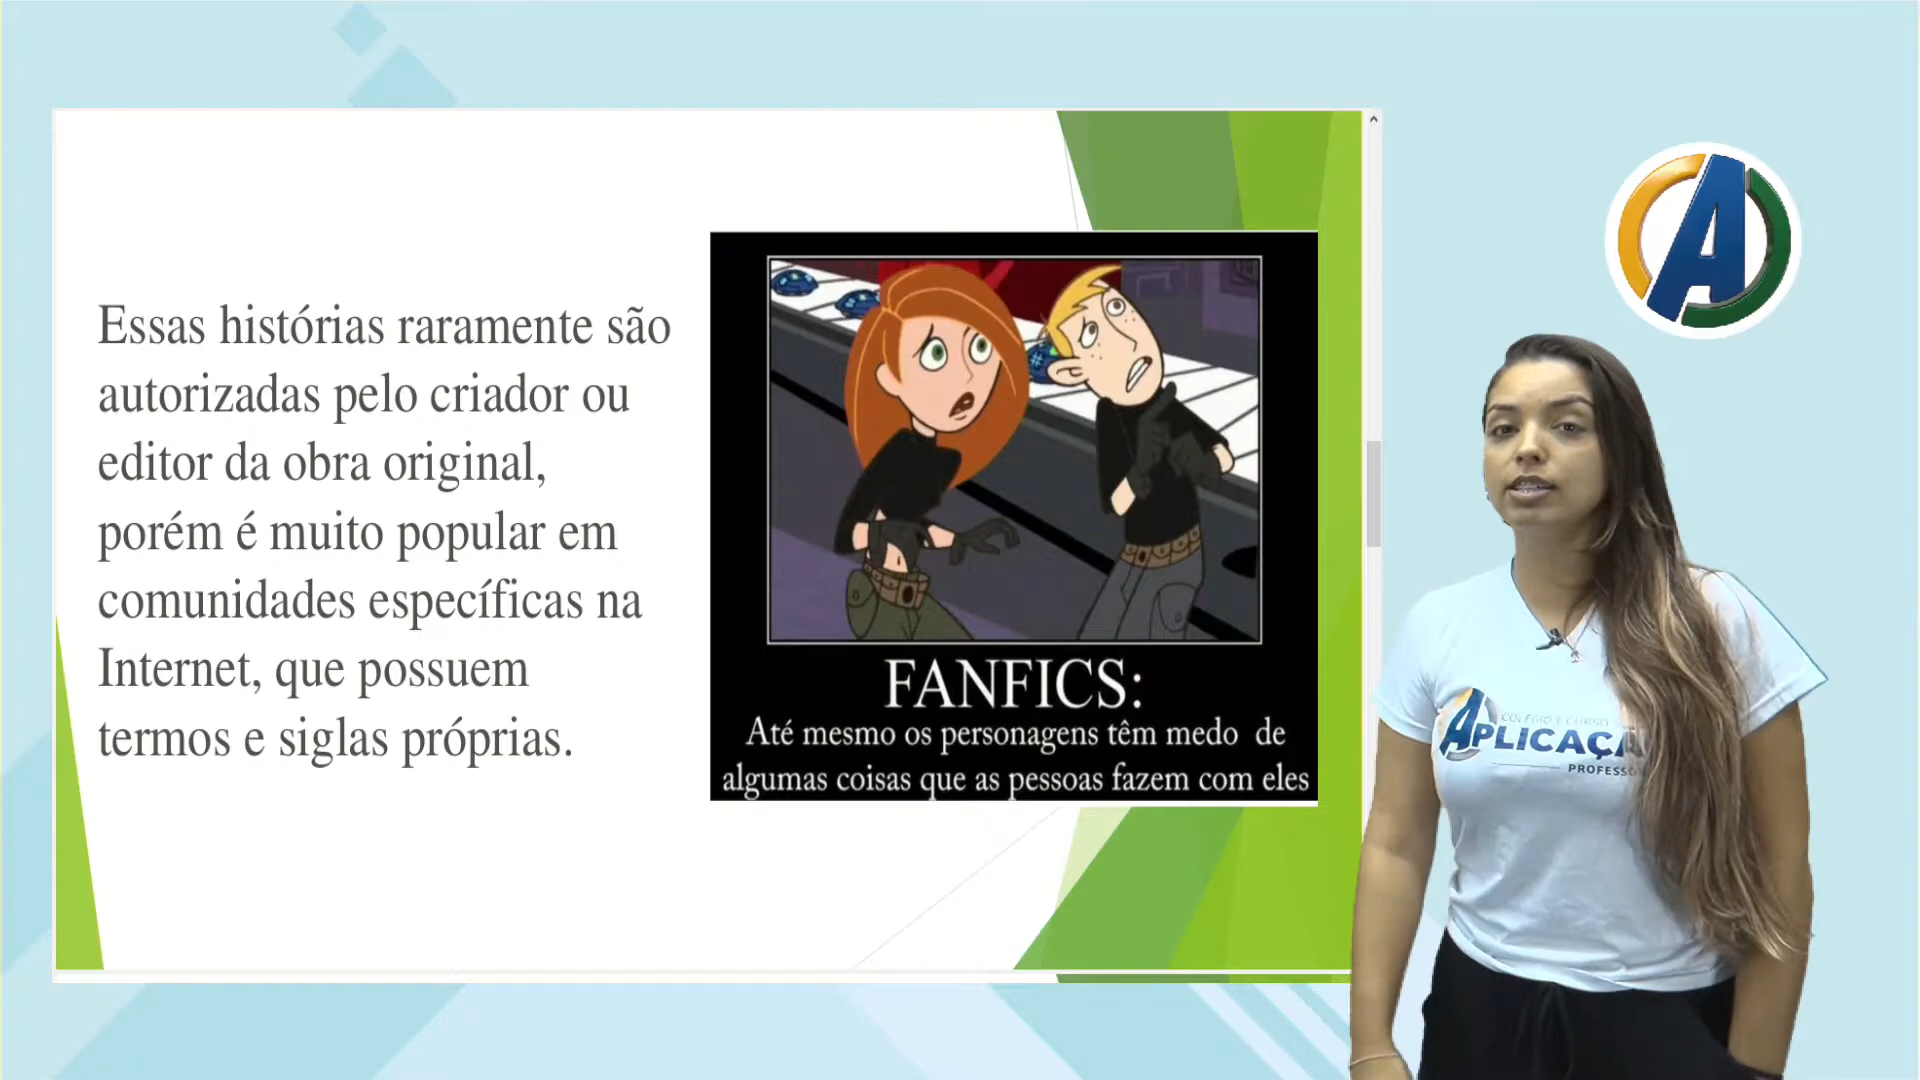 Essas histórias raramente são
autorizadas pelo criador ou
editor da obra original,
porém é muito popular em
comunidades específicas na
Internet, que possuem
termos e siglas próprias.
FANFICS:
Até mesmo os personagens têm medo de
algumas coisas que as pessoas fazem com eles
A
COLÉGIO E CURSO